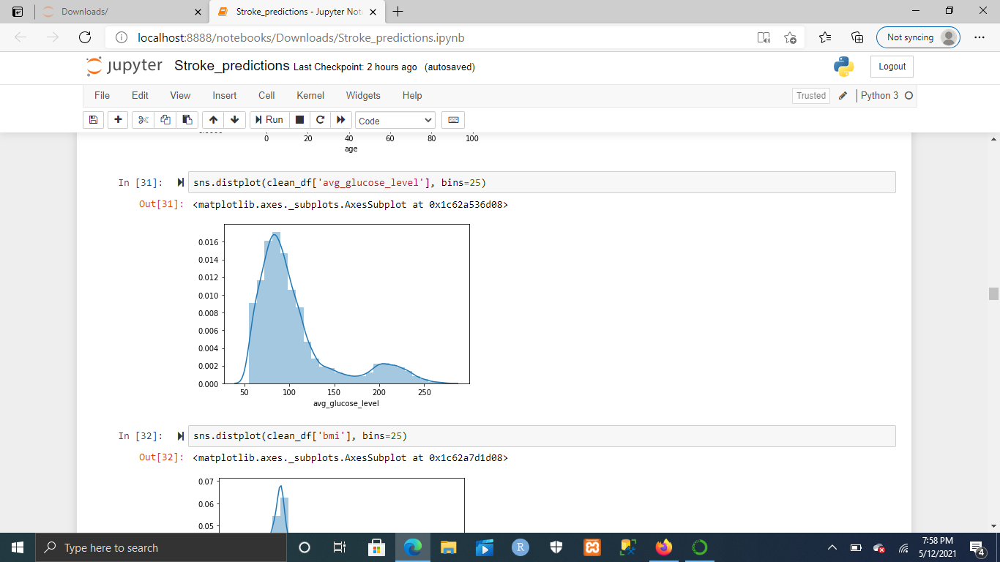 Downloads/
Stroke_predictions - Jupyter Not
localhost:8888/notebooks/Downloads/Stroke_predictions.ipynb
Not syncing
jupyter Stroke_predictions Last Checkpoint: 2 hours ago (autosaved)
Logout
File Edit View Insert Cell Kernel Widgets Help
Trusted
Python 3
Run
Code
0 20 40 60 80 100
age
In [31]: sns.distplot(clean_df['avg_glucose_level'], bins=25)
Out[31]: <matplotlib.axes._subplots.AxesSubplot at 0x1c62a536d08>
0.016
0.014
0.012
0.010
0.008
0.006
0.004
0.002
0.000
50 100 150 200 250
avg_glucose_level
In [32]: sns.distplot(clean_df['bmi'], bins=25)
Out[32]: <matplotlib.axes._subplots.AxesSubplot at 0x1c62a7d1d08>
0.07
0.06
0.05
Type here to search
R
7:58 PM
5/12/2021
4